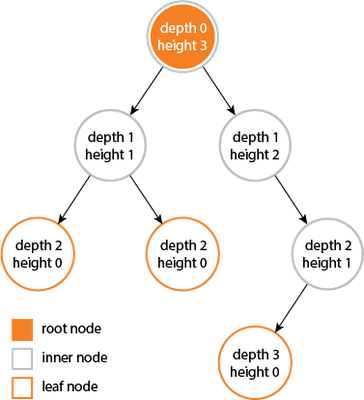 depth 0
height 3
depth 1
height 1
depth 1
height 2
depth 2
height 0
depth 2
height 0
depth 2
height 1
depth 3
height 0
root node
inner node
leaf node